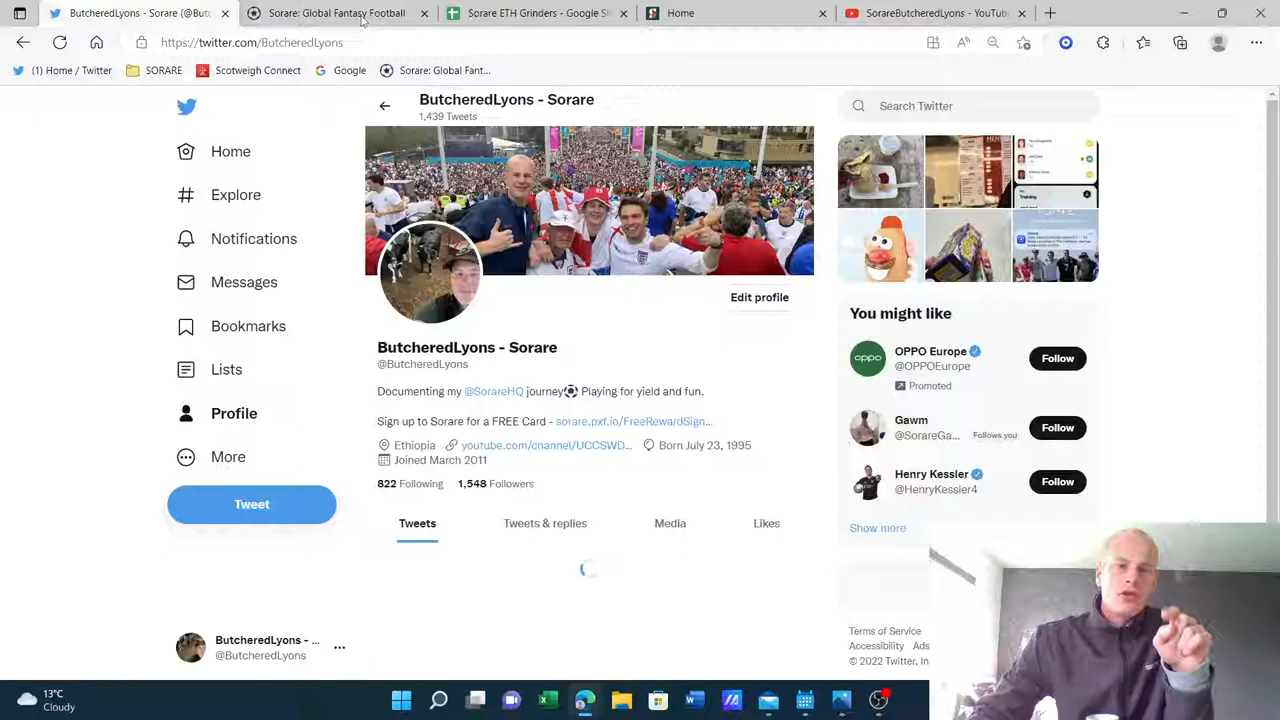 ButcheredLyons - Sorare (@But
Sorare: Global Fantasy Football
Sorare ETH Grinders - Google Sh
Home
SorareButcheredLyons - YouTub
https://twitter.com/ButcheredLyons
(1) Home / Twitter
SORARE
Scotweigh Connect
Google
Sorare: Global Fant...
ButcheredLyons - Sorare
1,439 Tweets
Search Twitter
Home
Explore
Notifications
Messages
Bookmarks
Lists
Profile
More
Tweet
Edit profile
ButcheredLyons - Sorare
@ButcheredLyons
Documenting my @SorareHQ journey Playing for yield and fun.
Sign up to Sorare for a FREE Card - sorare.pxf.io/FreeRewardSign...
Ethiopia youtube.com/channel/UCCSWD... Born July 23, 1995
Joined March 2011
822 Following 1,548 Followers
Tweets Tweets & replies Media Likes
Training
You might like
oppo
OPPO Europe
@OPPOEurope
Promoted
Follow
Gawm
@SorareGa... Follows you
Follow
Henry Kessler
@HenryKessler4
Follow
Show more
Terms of Service
Accessibility Ads
© 2022 Twitter, In
ButcheredLyons - ...
@ButcheredLyons
13°C
Cloudy